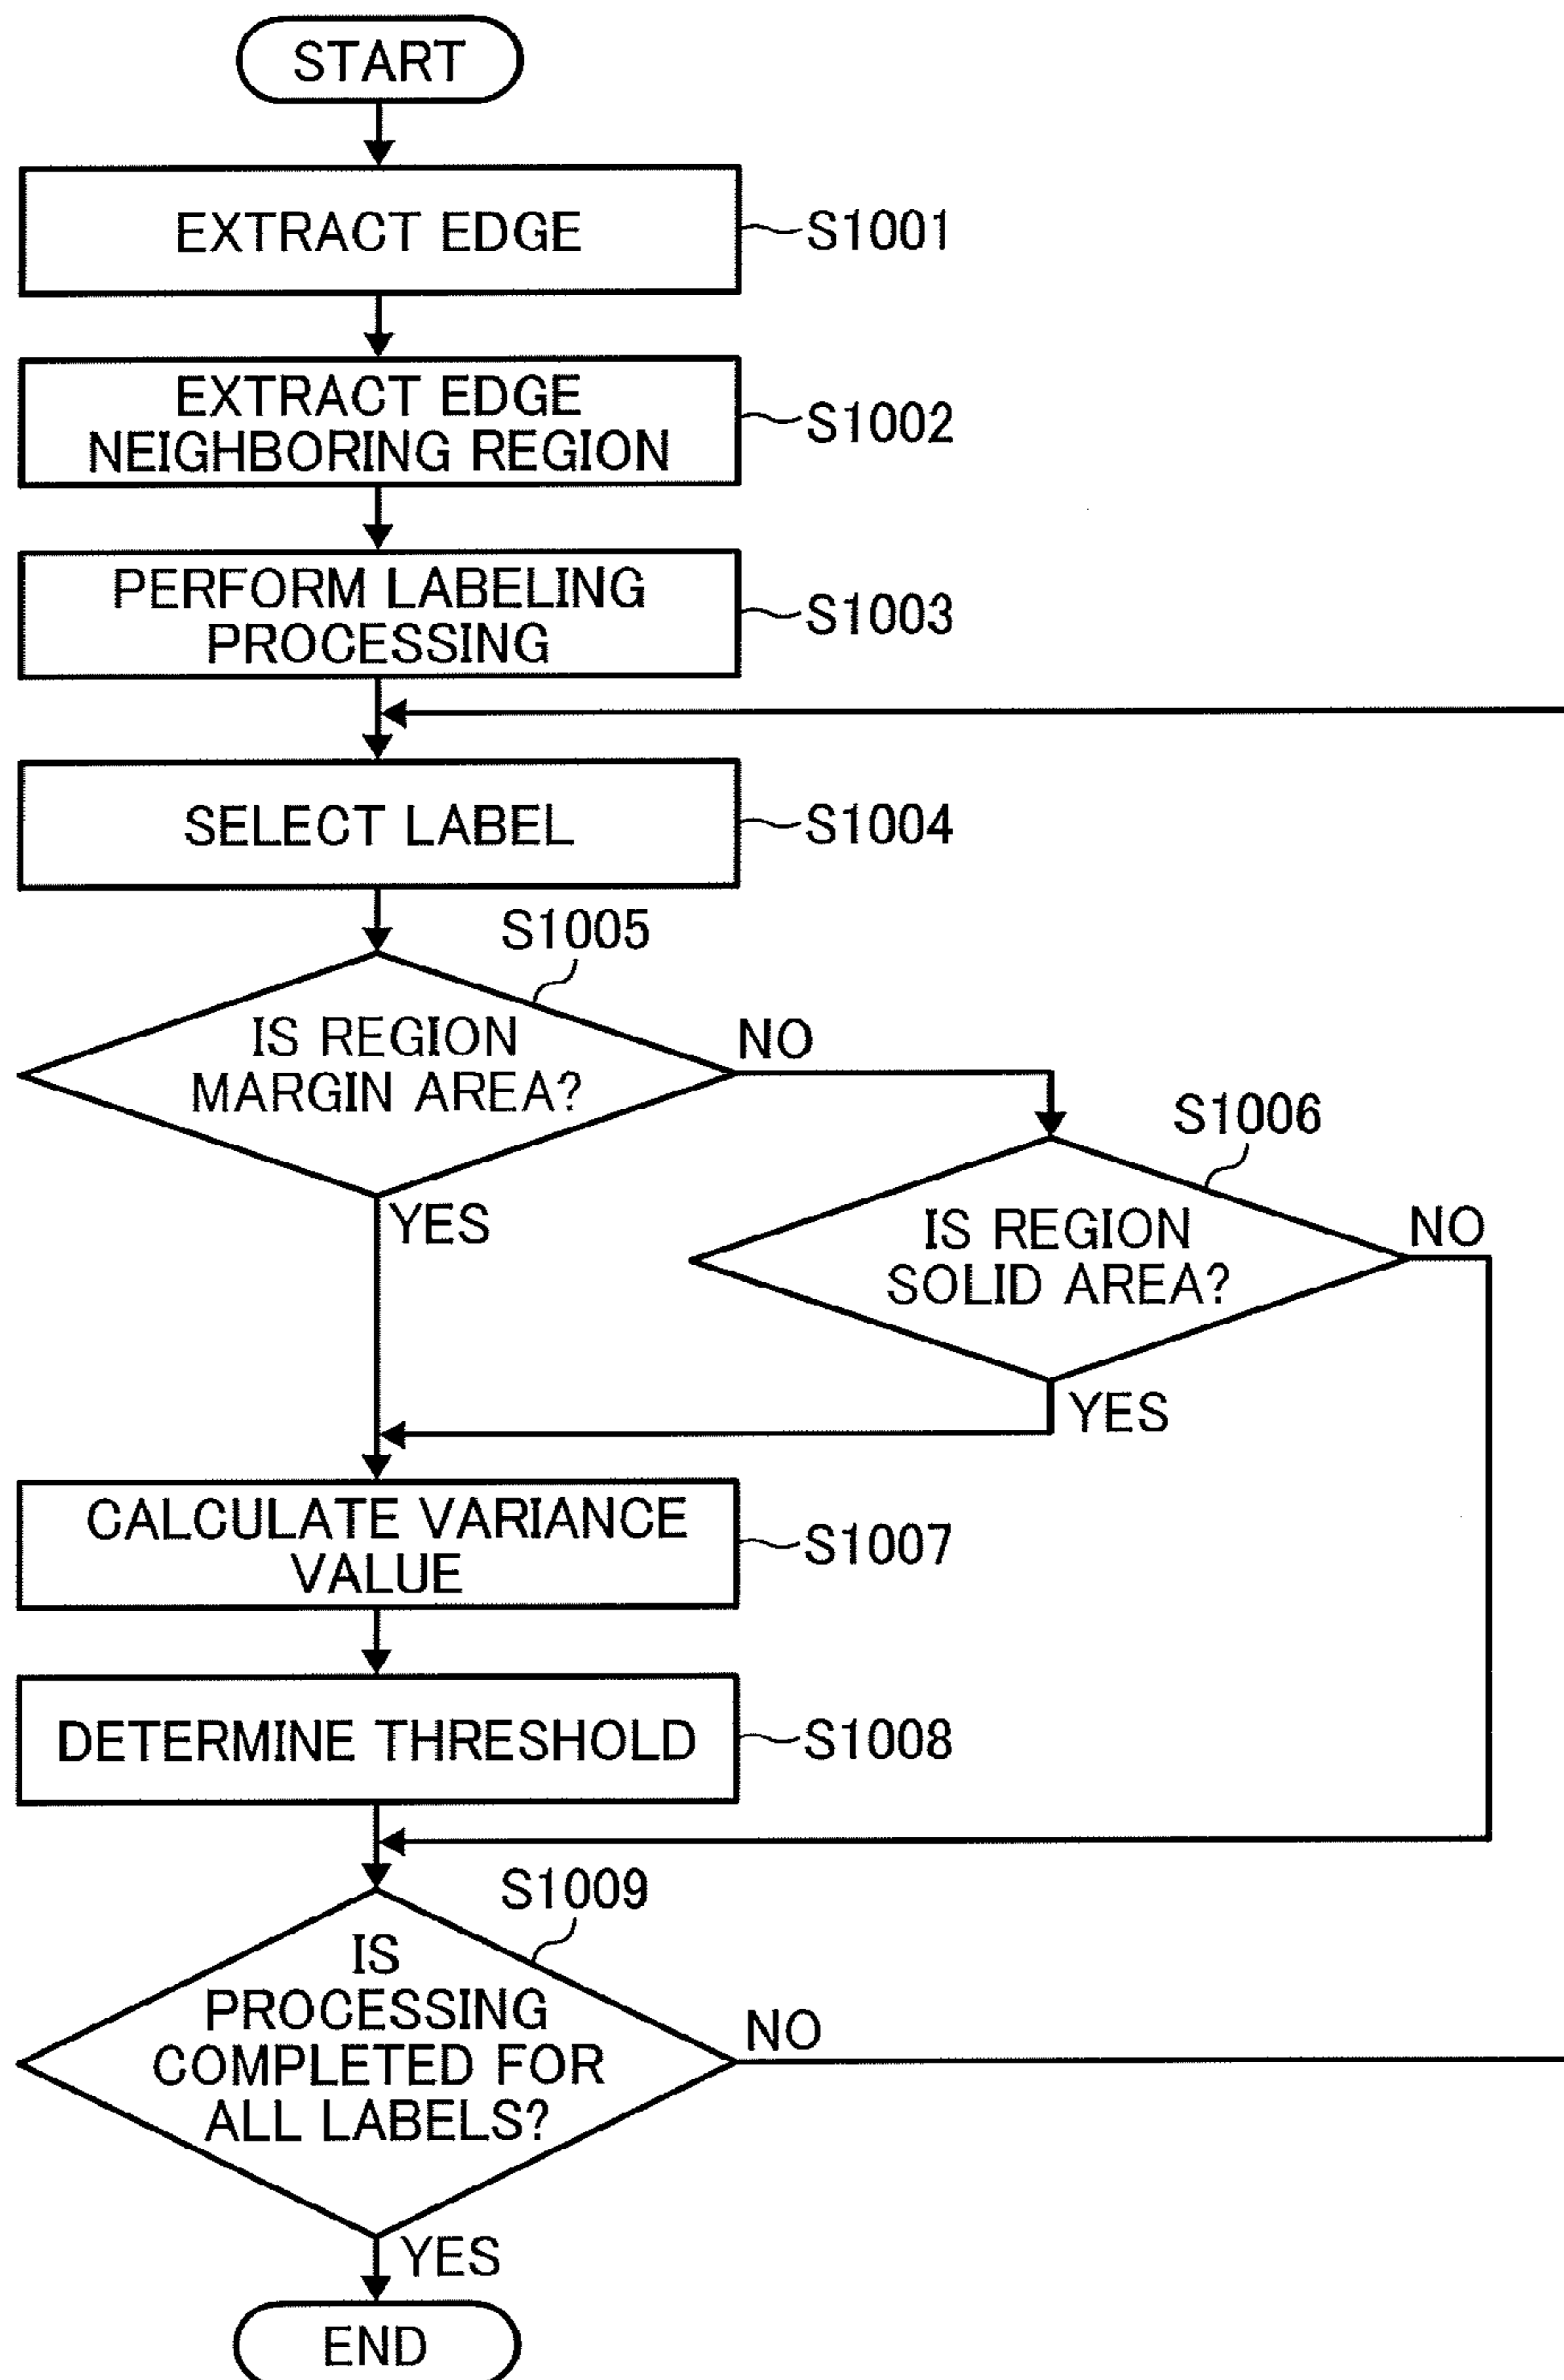 START
EXTRACT EDGE
S1001
EXTRACT EDGE
NEIGHBORING REGION
S1002
PERFORM LABELING
PROCESSING
S1003
SELECT LABEL
S1004
S1005
IS REGION
MARGIN AREA?
NO
YES
S1006
IS REGION
SOLID AREA?
NO
YES
CALCULATE VARIANCE
VALUE
S1007
DETERMINE THRESHOLD
S1008
S1009
IS
PROCESSING
COMPLETED FOR
ALL LABELS?
NO
YES
END